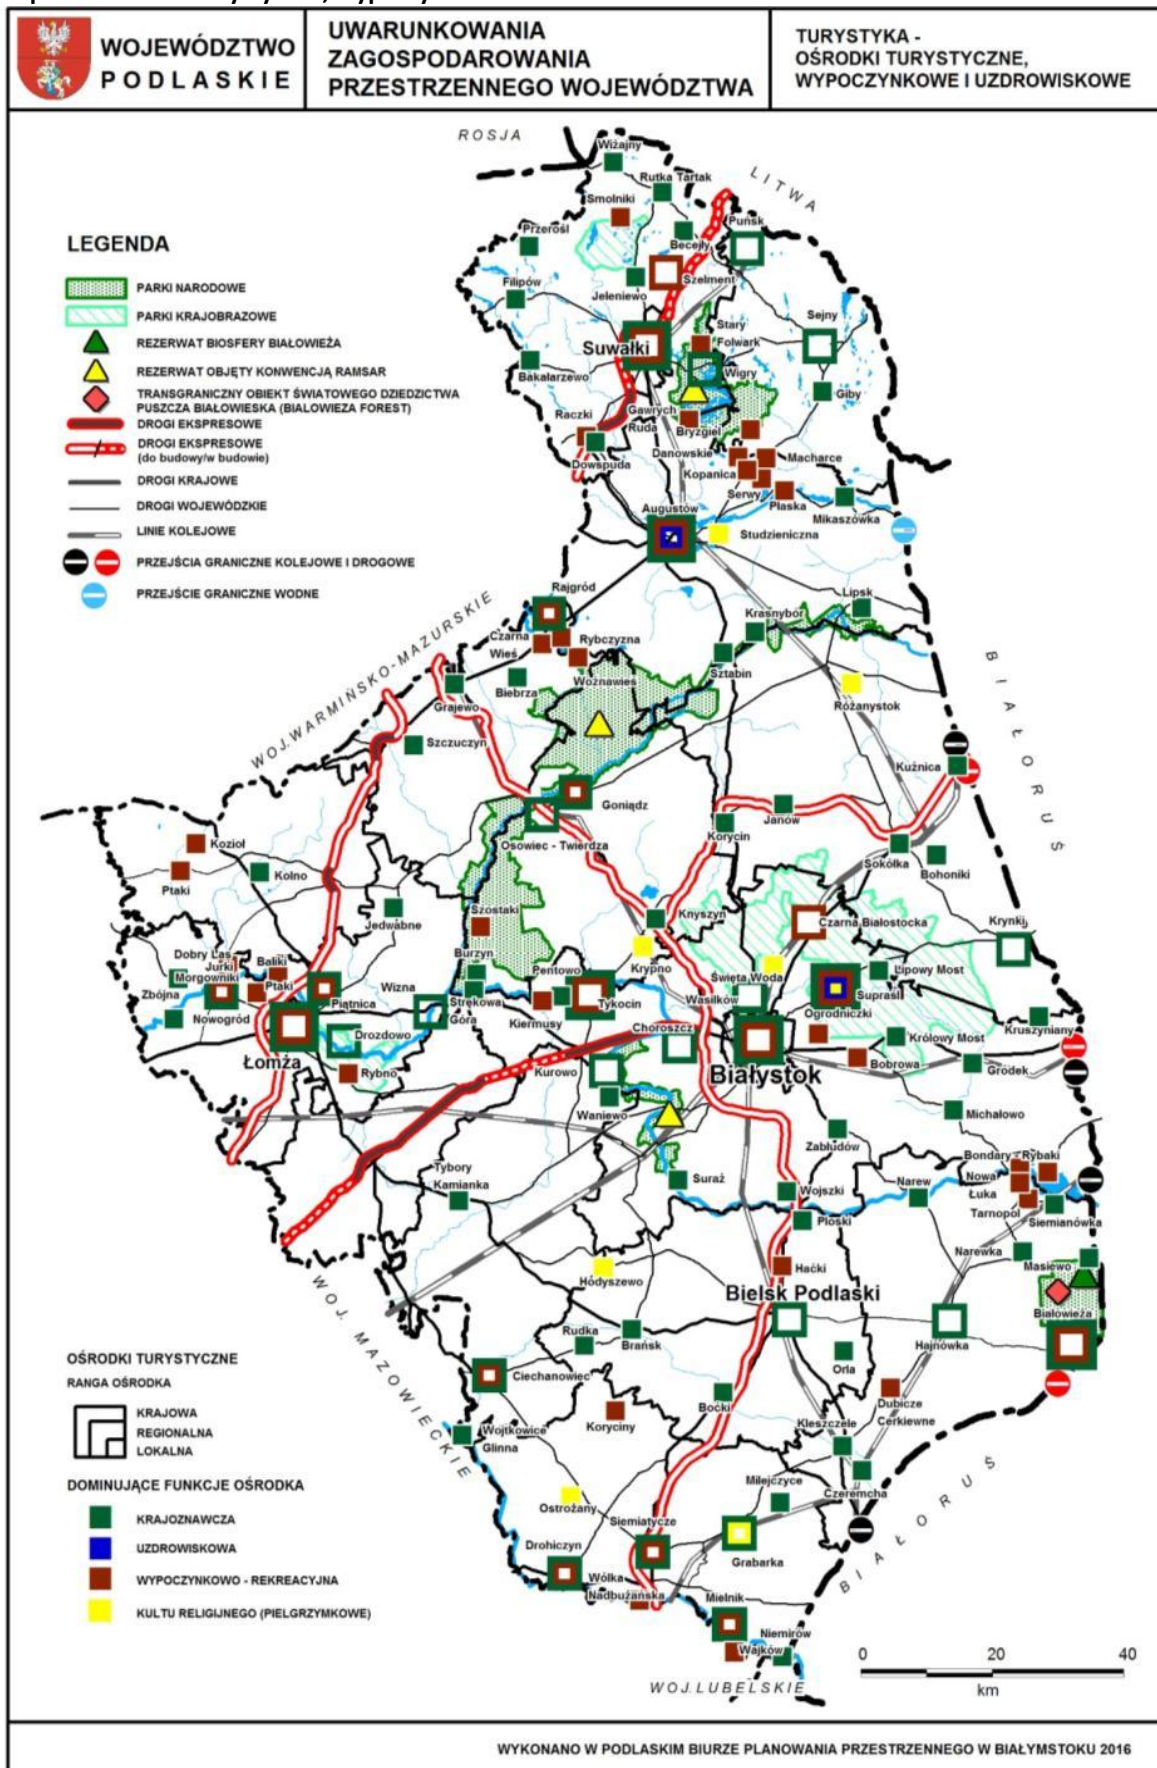 WOJEWÓDZTWO
PODLASKIE
UWARUNKOWANIA
ZAGOSPODAROWANIA
PRZESTRZENNEGO WOJEWÓDZTWA
TURYSTYKA -
OŚRODKI TURYSTYCZNE,
WYPOCZYNKOWE I UZDROWISKOWE
ROSJA
LITWA
Wiżajny
Rutka Tartak
Smolniki
Puńsk
Przerośl
Becejły
Szelment
Filipów
Jeleniewo
Sejny
Stary
Folwark
Suwałki
Wigry
Bakałarzewo
Giby
Raczki
Gawrych
Ruda
Bryzgiel
Danowskie
Macharce
Dowspuda
Kopanica
Serwy
Płaska
Mikaszówka
Augustów
Studzieniczna
LEGENDA
PARKI NARODOWE
PARKI KRAJOBRAZOWE
REZERWAT BIOSFERY BIAŁOWIEŻA
REZERWAT OBJĘTY KONWENCJĄ RAMSAR
TRANSGRANICZNY OBIEKT ŚWIATOWEGO DZIEDZICTWA
PUSZCZA BIAŁOWIESKA (BIALOWIEZA FOREST)
DROGI EKSPRESOWE
DROGI EKSPRESOWE
(do budowy/w budowie)
DROGI KRAJOWE
DROGI WOJEWÓDZKIE
LINIE KOLEJOWE
PRZEJŚCIA GRANICZNE KOLEJOWE I DROGOWE
PRZEJŚCIE GRANICZNE WODNE
Rajgród
Lipsk
Krasnybór
Czarna
Wieś
Rybczyzna
Woźnawieś
Sztabin
Biebrza
Różanystok
WOJ.WARMIŃSKO-MAZURSKIE
BIAŁORUŚ
Grajewo
Szczuczyn
Kuźnica
Goniądz
Janów
Korycin
Osowiec - Twierdza
Sokółka
Bohoniki
Kozioł
Ptaki
Kolno
Jedwabne
Szostaki
Knyszyn
Czarna Białostocka
Krynki
Burzyn
Dobry Las
Jurki
Baliki
Morgowniki
Ptaki
Zbójna
Piątnica
Wizna
Pentowo
Krypno
Święta Woda
Lipowy Most
Strękowa
Góra
Tykocin
Wasilków
Supraśl
Nowogród
Kiermusy
Ogrodniczki
Kruszyniany
Drozdowo
Choroszcz
Królowy Most
Łomża
Rybno
Kurowo
Białystok
Bobrowa
Gródek
Waniewo
Michałowo
Zabłudów
Tybory
Kamianka
Suraż
Wojszki
Narew
Bondary
Rybaki
Nowa
Łuka
Tarnopol
Siemianówka
Ploski
Narewka
Masiewo
Hodyszewo
Haćki
Bielsk Podlaski
Białowieża
WOJ. MAZOWIECKIE
Rudka
Brańsk
Hajnówka
Orla
Ciechanowiec
Boćki
Dubicze
Cerkiewne
Koryciny
Kleszczele
Wojtkowice
Glinna
Milejczyce
Czeremcha
BIAŁORUŚ
Ostrożany
Siemiatycze
Drohiczyn
Grabarka
Wólka
Nadbużańska
Mielnik
Niemirów
Wajków
WOJ.LUBELSKIE
OŚRODKI TURYSTYCZNE
RANGA OŚRODKA
KRAJOWA
REGIONALNA
LOKALNA
DOMINUJĄCE FUNKCJE OŚRODKA
KRAJOZNAWCZA
UZDROWISKOWA
WYPOCZYNKOWO - REKREACYJNA
KULTU RELIGIJNEGO (PIELGRZYMKOWE)
0 20 40
km
WYKONANO W PODLASKIM BIURZE PLANOWANIA PRZESTRZENNEGO W BIAŁYMSTOKU 2016